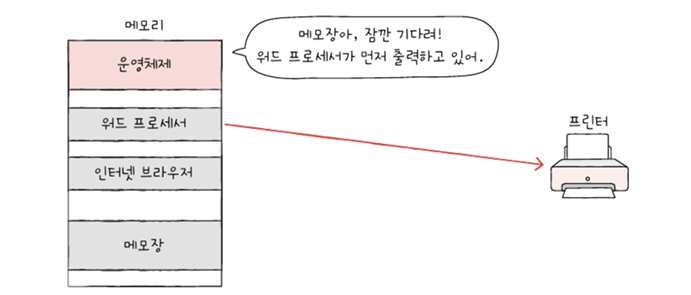 메모리
메모장아, 잠깐 기다려!
워드 프로세서가 먼저 출력하고 있어.
운영체제
워드 프로세서
프린터
인터넷 브라우저
메모장